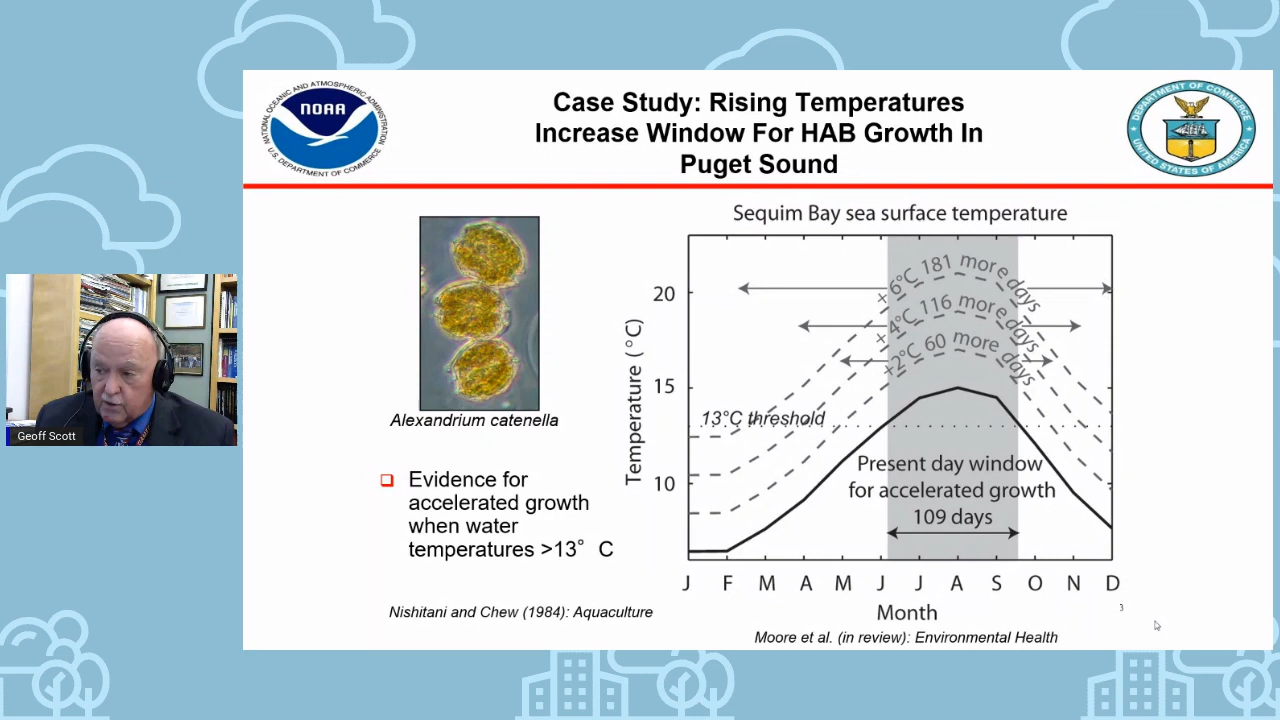 NATIONAL OCEANIC AND ATMOSPHERIC ADMINISTRATION
NOAA
U.S. DEPARTMENT OF COMMERCE
Case Study: Rising Temperatures
Increase Window For HAB Growth In
Puget Sound
DEPARTMENT OF COMMERCE
UNITED STATES OF AMERICA
Geoff Scott
Alexandrium catenella
❑ Evidence for
accelerated growth
when water
temperatures >13° C
Nishitani and Chew (1984): Aquaculture
Sequim Bay sea surface temperature
Temperature (°C)
20
15
10
+6°C 181 more days
+4°C 116 more days
+2°C 60 more days
13°C threshold
Present day window
for accelerated growth
109 days
J F M A M J J A S O N D
Month
3
Moore et al. (in review): Environmental Health